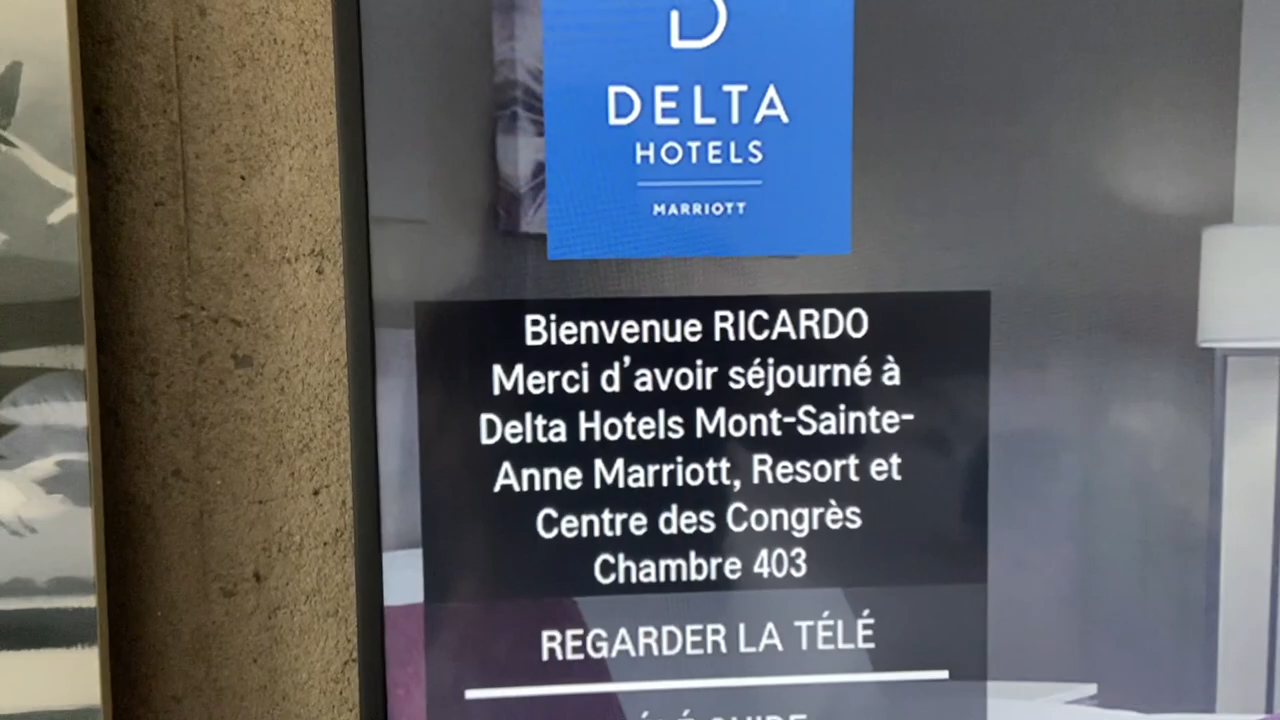 DELTA
HOTELS
MARRIOTT
Bienvenue RICARDO
Merci d'avoir séjourné à
Delta Hotels Mont-Sainte-
Anne Marriott, Resort et
Centre des Congrès
Chambre 403
REGARDER LA TÉLÉ